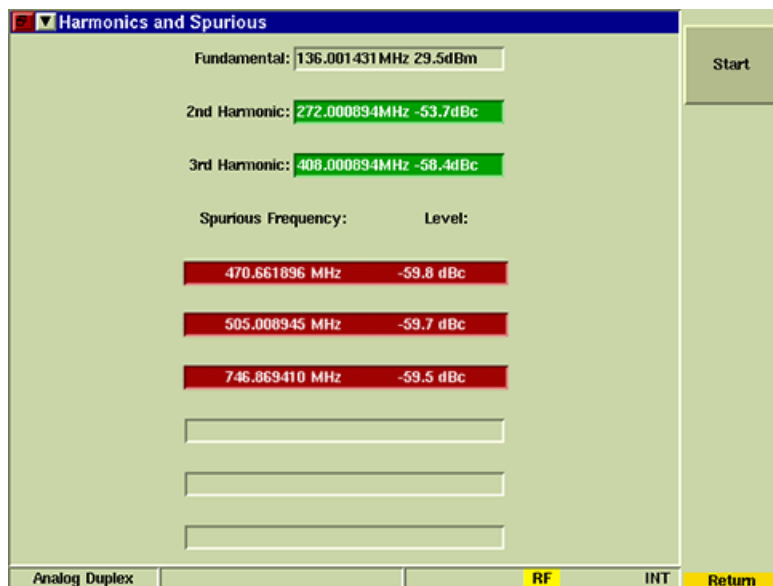 Harmonics and Spurious
Start
Fundamental: 136.001431MHz 29.5dBm
2nd Harmonic: 272.000894MHz -53.7dBc
3rd Harmonic: 408.000894MHz -58.4dBc
Spurious Frequency: Level:
470.661896 MHz -59.8 dBc
505.008945 MHz -59.7 dBc
746.869410 MHz -59.5 dBc
Analog Duplex RF INT Return